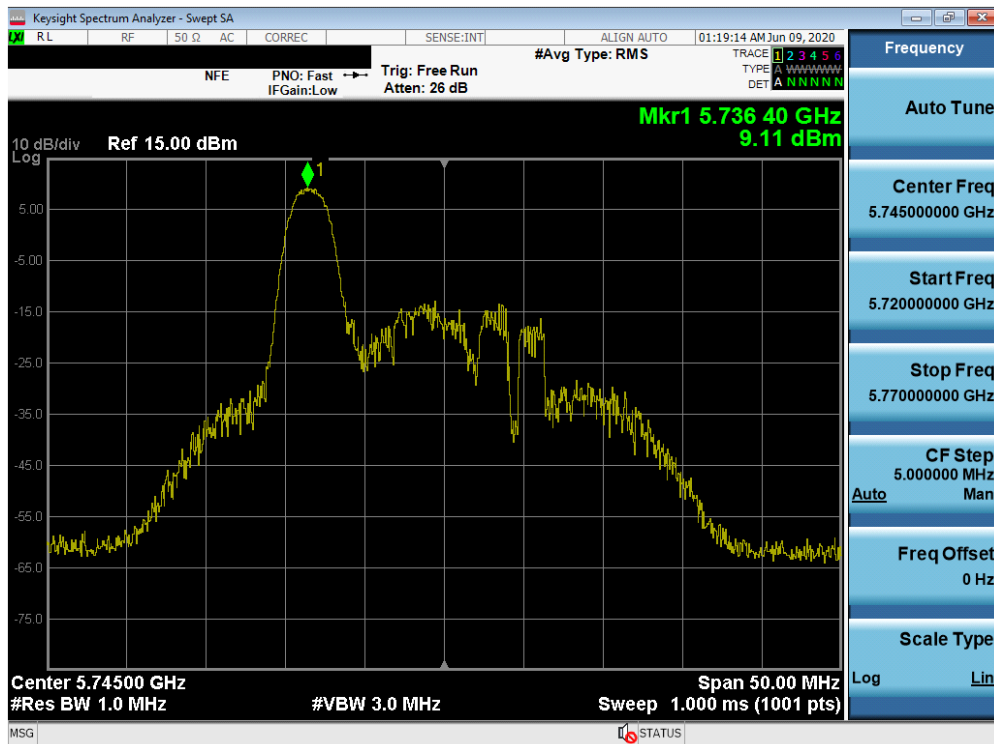 Keysight Spectrum Analyzer - Swept SA
LXI RL RF 50 Ω AC CORREC SENSE:INT ALIGN AUTO 01:19:14 AM Jun 09, 2020
#Avg Type: RMS
TRACE 1 2 3 4 5 6
TYPE A WWWWWW
DET A N N N N N
NFE PNO: Fast Trig: Free Run
IFGain:Low Atten: 26 dB
Mkr1 5.736 40 GHz
9.11 dBm
10 dB/div Ref 15.00 dBm
Log
1
5.00
-5.00
-15.0
-25.0
-35.0
-45.0
-55.0
-65.0
-75.0
Center 5.74500 GHz Span 50.00 MHz
#Res BW 1.0 MHz #VBW 3.0 MHz Sweep 1.000 ms (1001 pts)
MSG STATUS
Frequency
Auto Tune
Center Freq
5.745000000 GHz
Start Freq
5.720000000 GHz
Stop Freq
5.770000000 GHz
CF Step
5.000000 MHz
Auto Man
Freq Offset
0 Hz
Scale Type
Log Lin